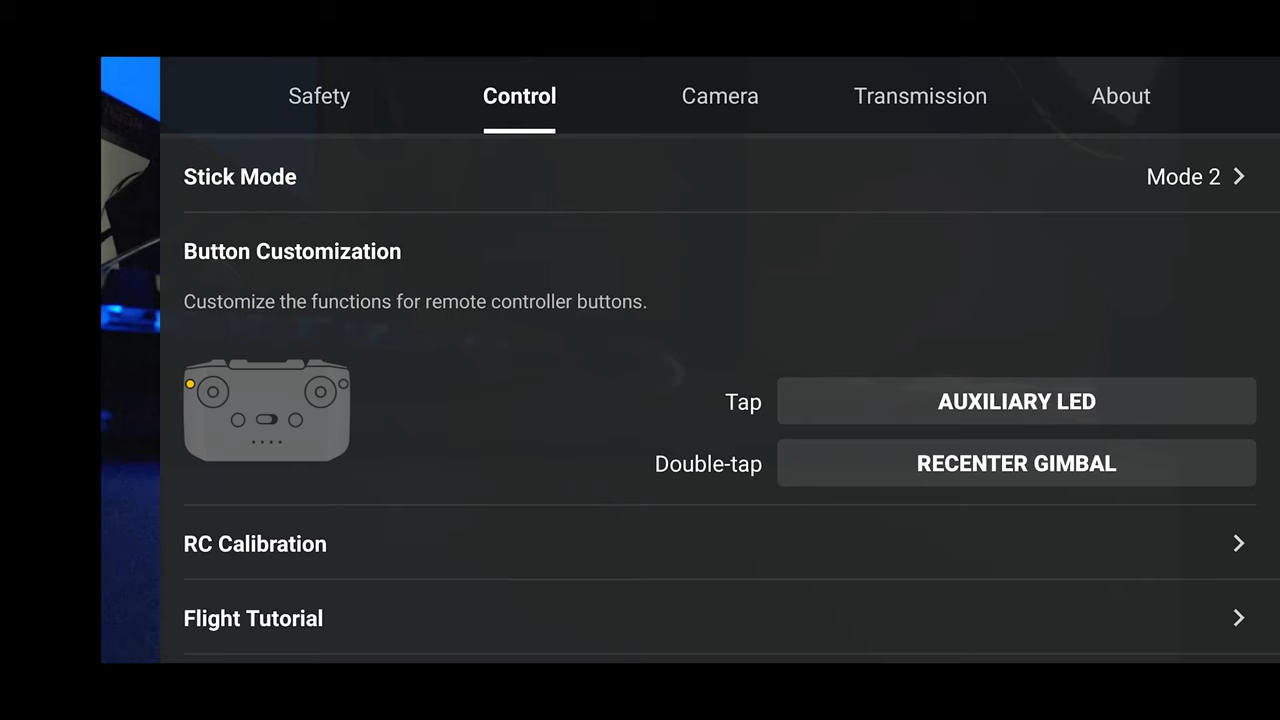 Safety Control Camera Transmission About
Stick Mode Mode 2
Button Customization
Customize the functions for remote controller buttons.
Tap AUXILIARY LED
Double-tap RECENTER GIMBAL
RC Calibration
Flight Tutorial